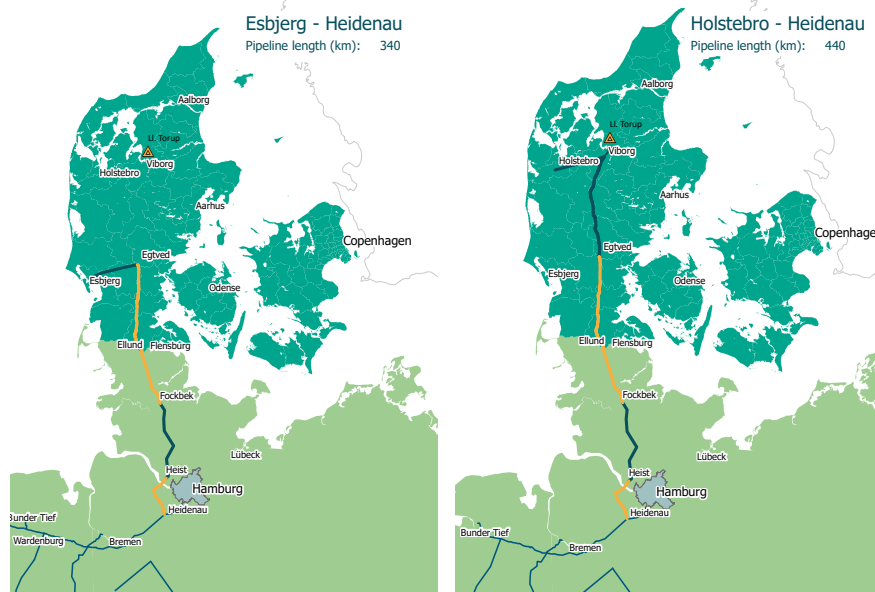 Esbjerg - Heidenau
Pipeline length (km): 340
Aalborg
Ll. Torup
Viborg
Holstebro
Aarhus
Copenhagen
Egtved
Esbjerg
Odense
Ellund
Flensburg
Fockbek
Lübeck
Heist
Hamburg
Heidenau
Bunder Tief
Wardenburg
Bremen
Holstebro - Heidenau
Pipeline length (km): 440
Aalborg
Ll. Torup
Viborg
Holstebro
Aarhus
Copenhagen
Egtved
Esbjerg
Odense
Ellund
Flensburg
Fockbek
Lübeck
Heist
Hamburg
Heidenau
Bunder Tief
Bremen